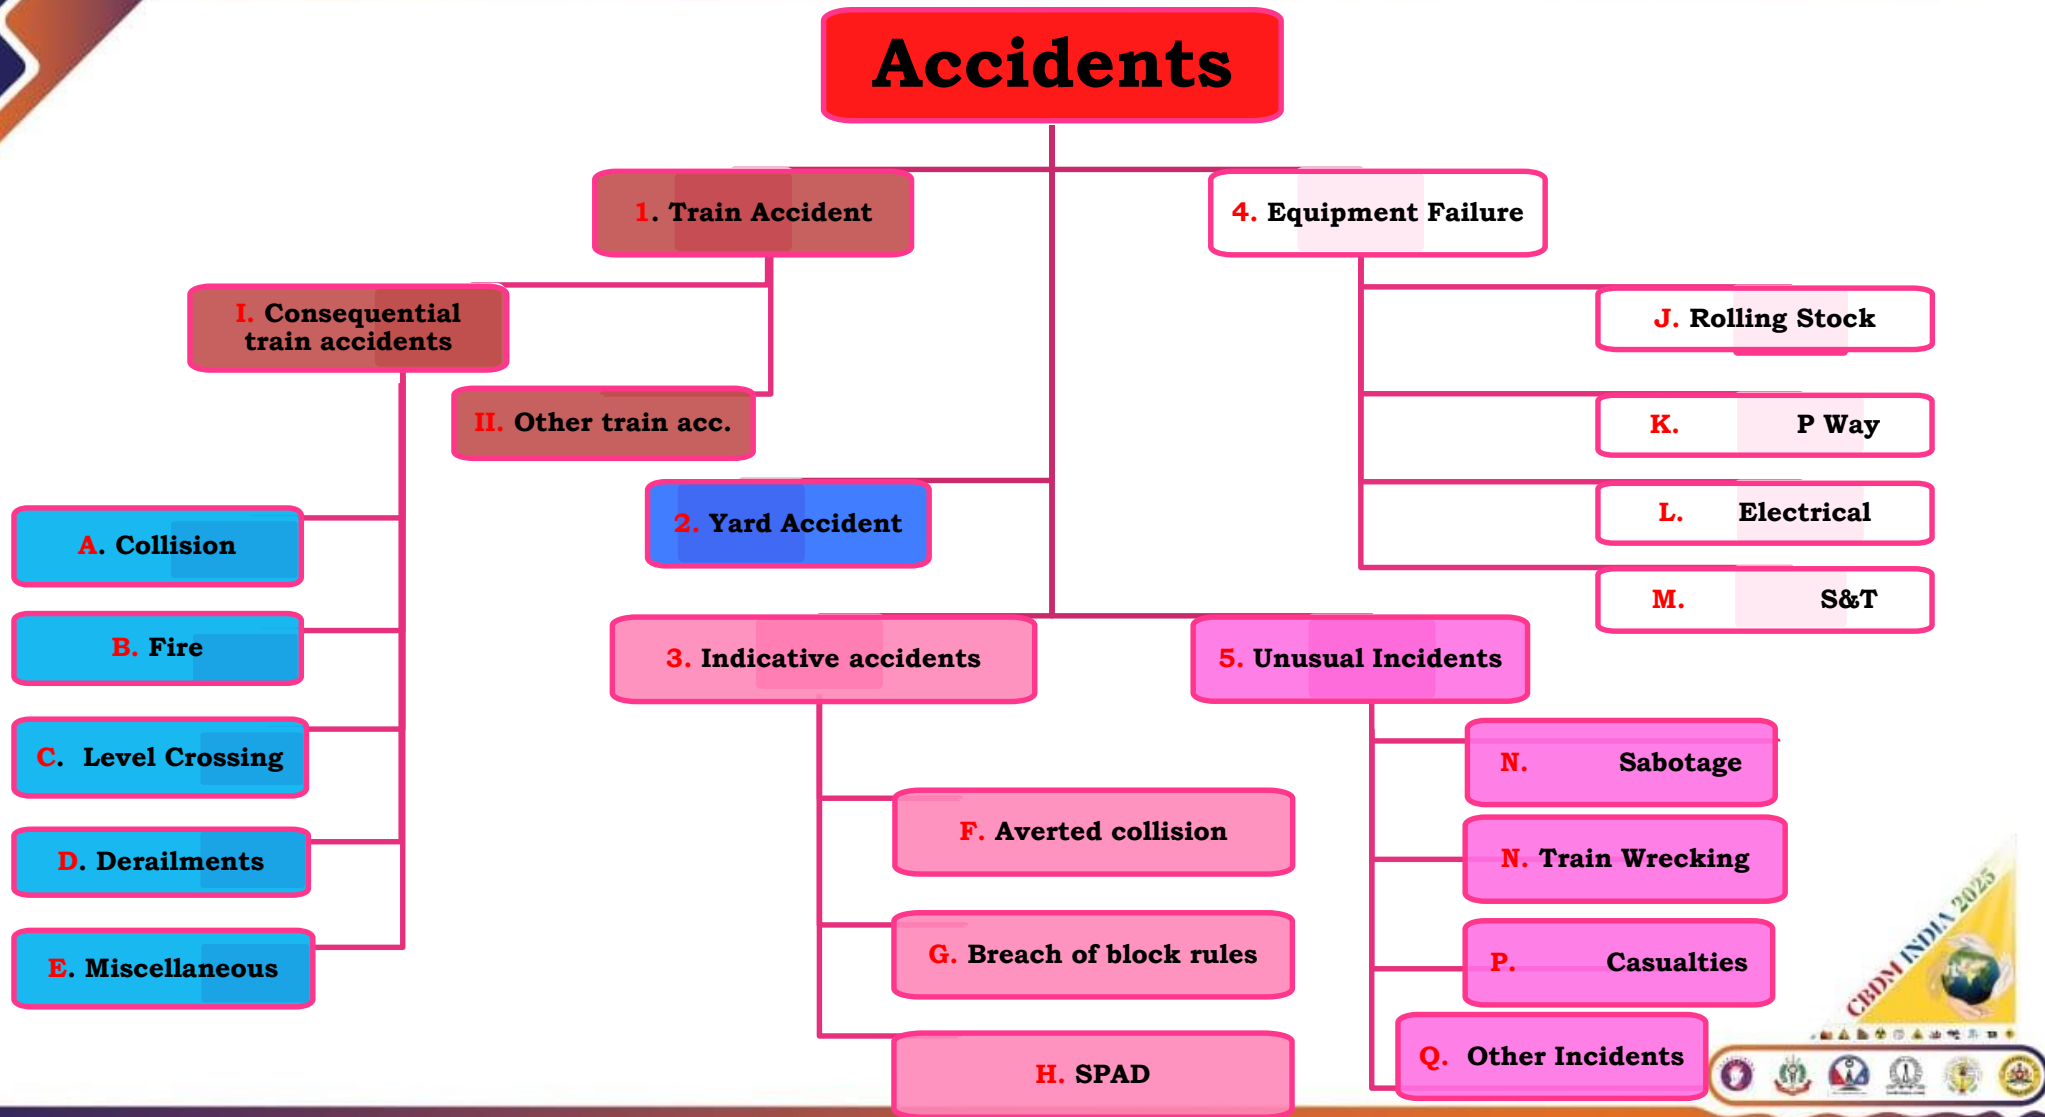 Accidents
1. Train Accident
4. Equipment Failure
I. Consequential
train accidents
J. Rolling Stock
II. Other train acc.
K. P Way
2. Yard Accident
L. Electrical
A. Collision
M. S&T
B. Fire
3. Indicative accidents
5. Unusual Incidents
C. Level Crossing
N. Sabotage
F. Averted collision
D. Derailments
N. Train Wrecking
G. Breach of block rules
E. Miscellaneous
P. Casualties
H. SPAD
Q. Other Incidents
CBDM INDIA 2025